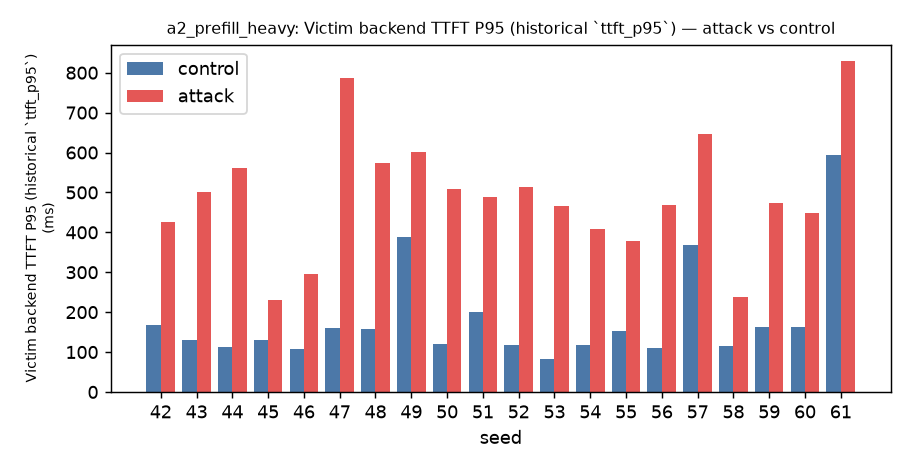 a2_prefill_heavy: Victim backend TTFT P95 (historical `ttft_p95`) — attack vs control
Victim backend TTFT P95 (historical `ttft_p95`)
(ms)
800
700
600
500
400
300
200
100
0
control
attack
42 43 44 45 46 47 48 49 50 51 52 53 54 55 56 57 58 59 60 61
seed